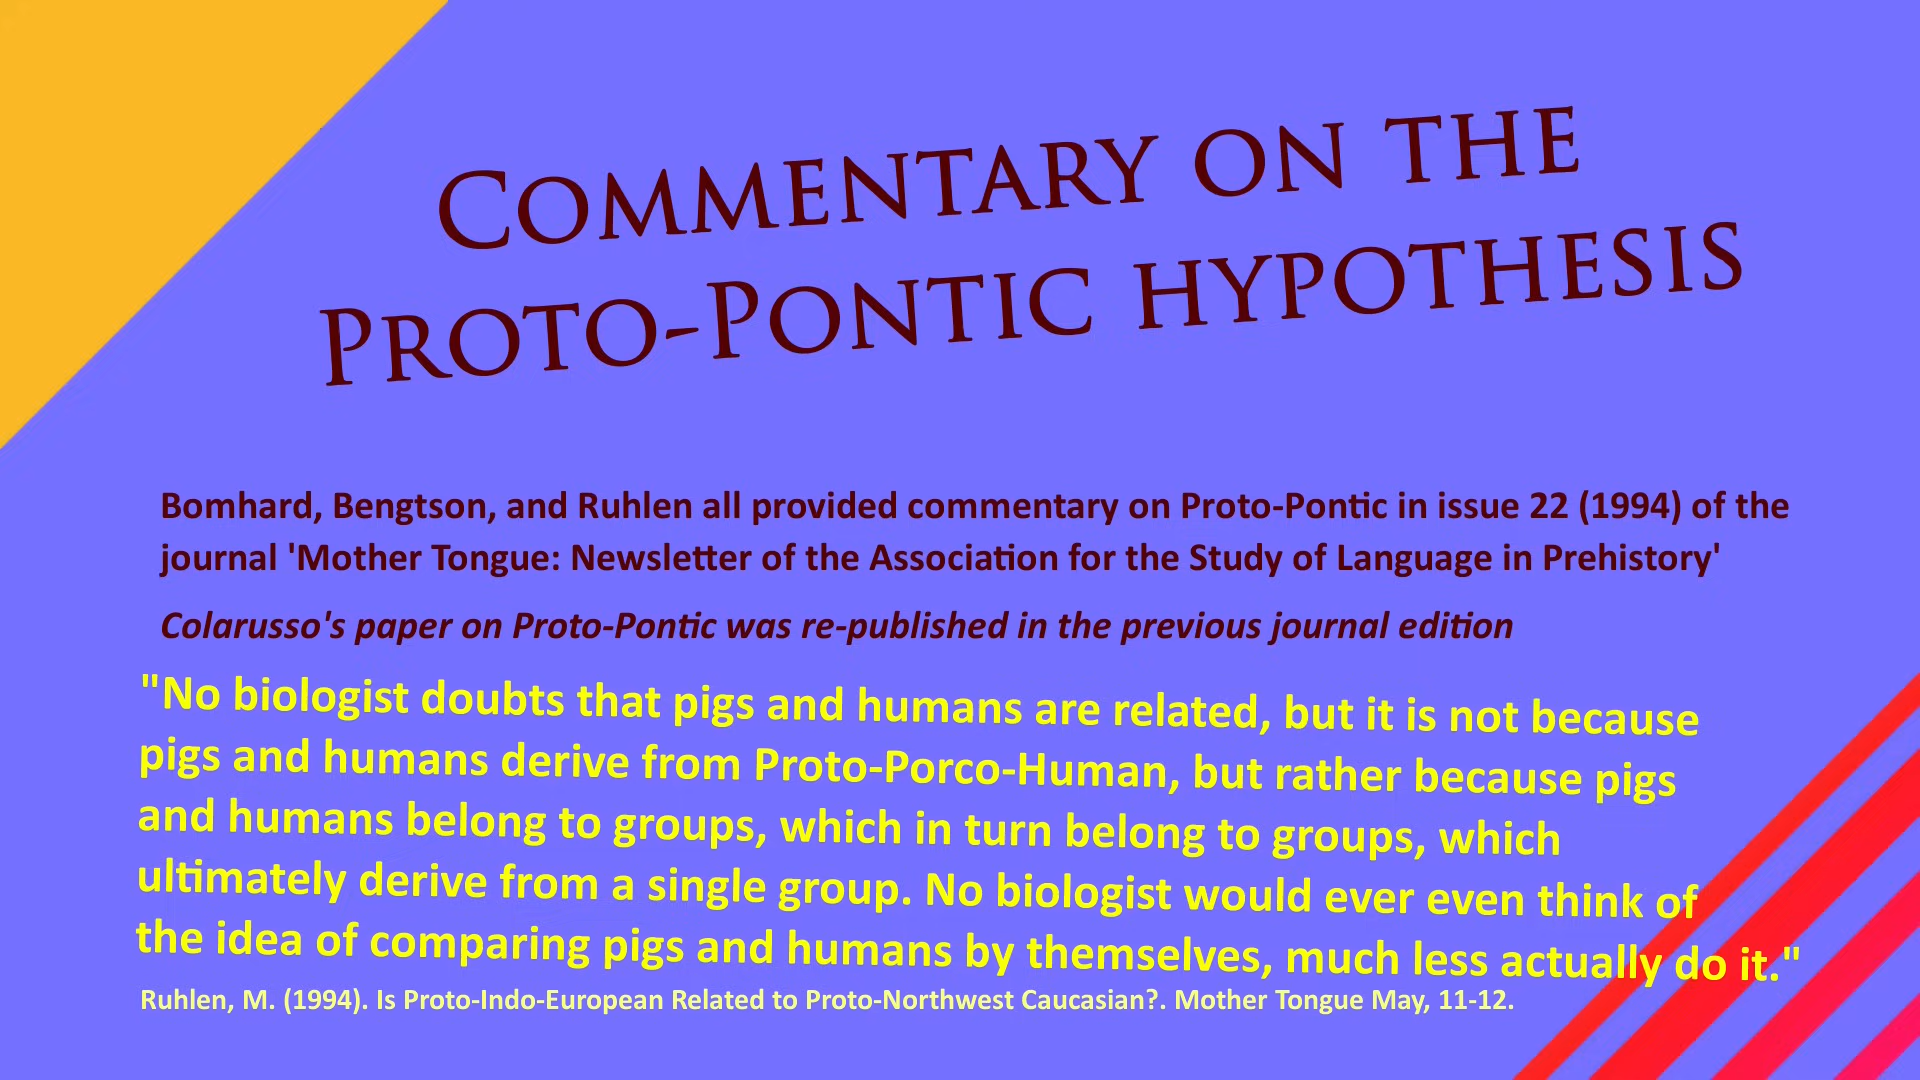 Commentary on the
Proto-Pontic hypothesis
Bomhard, Bengtson, and Ruhlen all provided commentary on Proto-Pontic in issue 22 (1994) of the
journal 'Mother Tongue: Newsletter of the Association for the Study of Language in Prehistory'
Colarusso's paper on Proto-Pontic was re-published in the previous journal edition
"No biologist doubts that pigs and humans are related, but it is not because
pigs and humans derive from Proto-Porco-Human, but rather because pigs
and humans belong to groups, which in turn belong to groups, which
ultimately derive from a single group. No biologist would ever even think of
the idea of comparing pigs and humans by themselves, much less actually do it."
Ruhlen, M. (1994). Is Proto-Indo-European Related to Proto-Northwest Caucasian?. Mother Tongue May, 11-12.